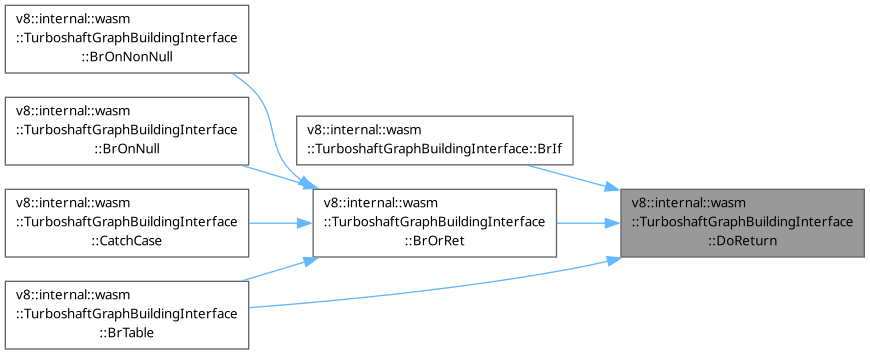 v8::internal::wasm
::TurboshaftGraphBuildingInterface
::BrOnNonNull
v8::internal::wasm
::TurboshaftGraphBuildingInterface
::BrOnNull
v8::internal::wasm
::TurboshaftGraphBuildingInterface
::CatchCase
v8::internal::wasm
::TurboshaftGraphBuildingInterface
::BrTable
v8::internal::wasm
::TurboshaftGraphBuildingInterface::BrIf
v8::internal::wasm
::TurboshaftGraphBuildingInterface
::BrOrRet
v8::internal::wasm
::TurboshaftGraphBuildingInterface
::DoReturn